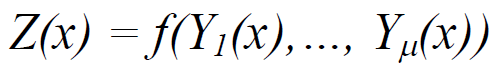 Z(x) = f(Y₁(x), ..., Yμ(x))